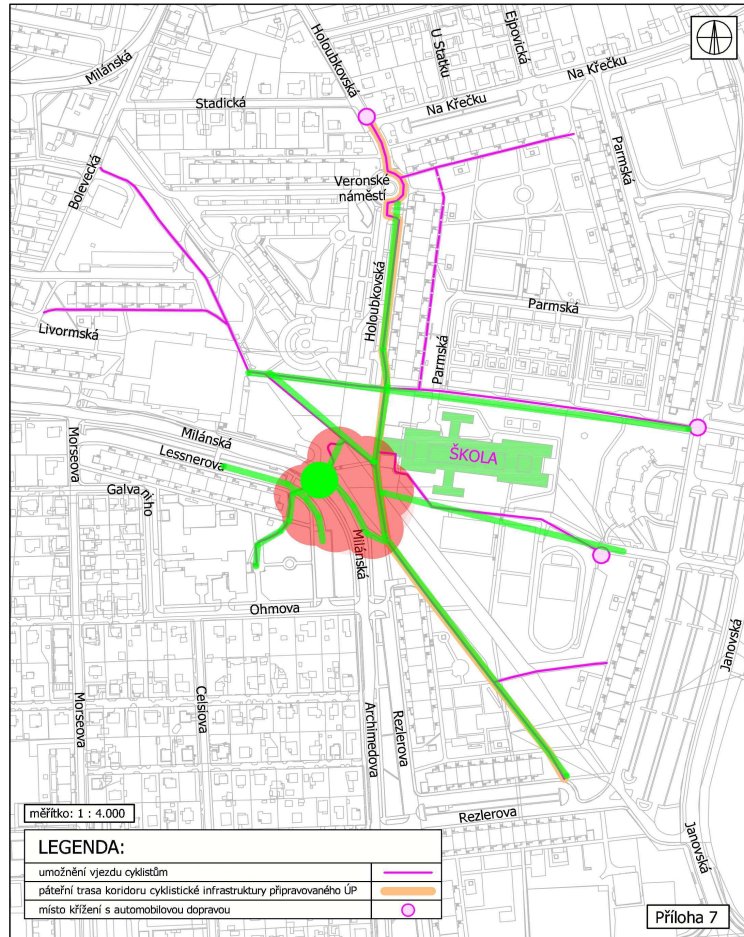 Holoubkovská
U Statku
Ejpovická
Milánská
Na Křečku
Stadická
Na Křečku
Parmská
Bolevecká
Veronské
náměstí
Holoubkovská
Parmská
Livormská
Parmská
Milánská
ŠKOLA
Morseova
Lessnerova
Galvaniho
Milánská
Ohmova
Janovská
Morseova
Celsiova
Archimedova
Rezlerova
měřítko: 1 : 4.000
Rezlerova
Janovská
LEGENDA:
umožnění vjezdu cyklistům
páteřní trasa koridoru cyklistické infrastruktury připravovaného ÚP
místo křížení s automobilovou dopravou
Příloha 7